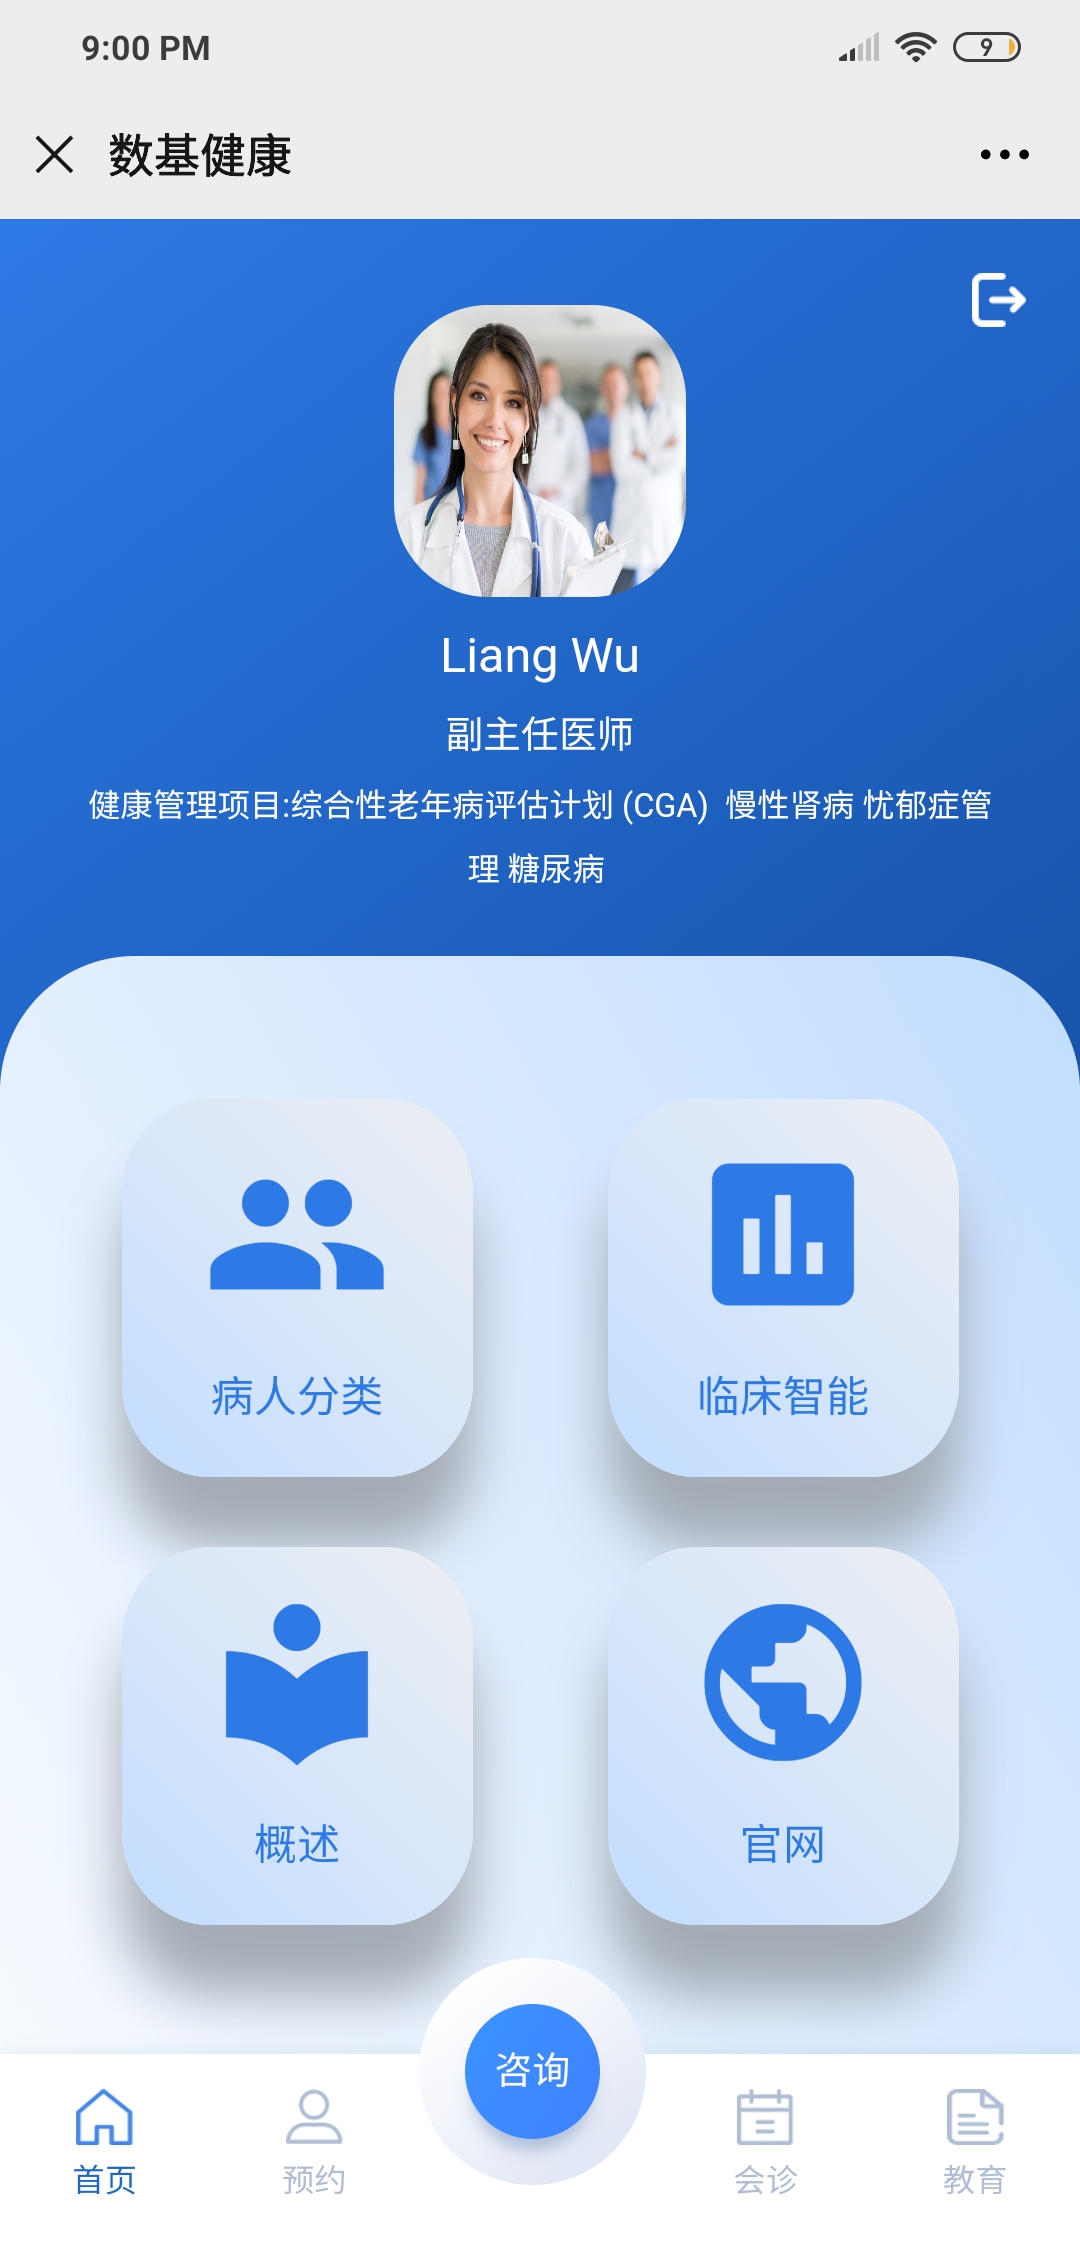 9:00 PM
9
数基健康
Liang Wu
副主任医师
健康管理项目:综合性老年病评估计划 (CGA)  慢性肾病 忧郁症管
理 糖尿病
病人分类
临床智能
概述
官网
咨询
首页
预约
会诊
教育